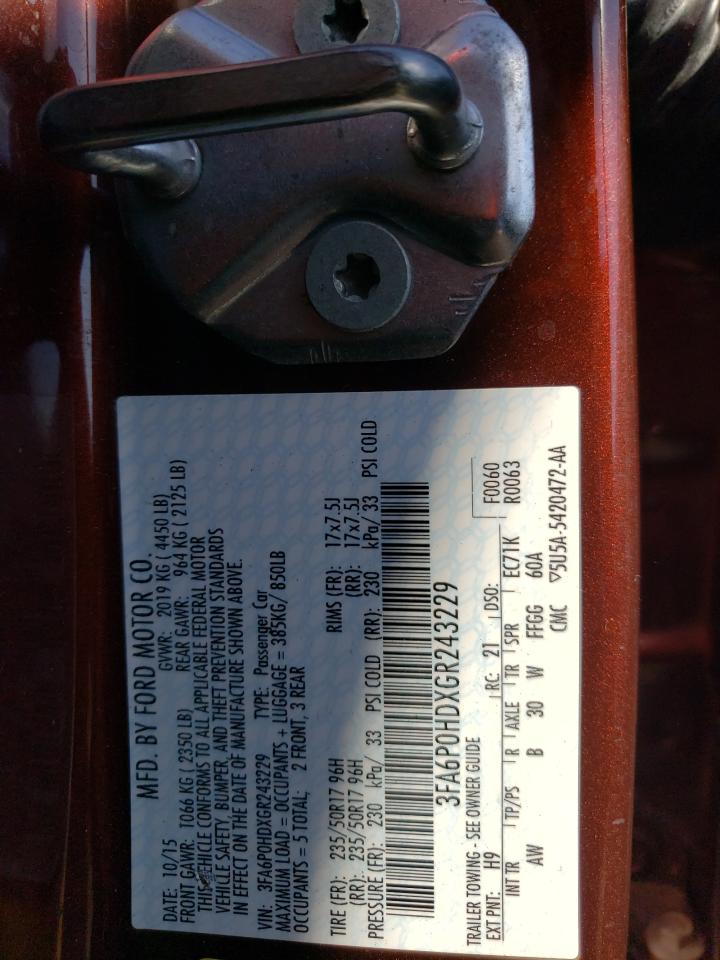 MFD. BY FORD MOTOR CO.
DATE: 10/15 GVWR: 2019 KG ( 4450 LB)
FRONT GAWR: 1066 KG ( 2350 LB) REAR GAWR: 964 KG ( 2125 LB)
THIS VEHICLE CONFORMS TO ALL APPLICABLE FEDERAL MOTOR
VEHICLE SAFETY, BUMPER, AND THEFT PREVENTION STANDARDS
IN EFFECT ON THE DATE OF MANUFACTURE SHOWN ABOVE.
VIN: 3FA6P0HDXGR243229 TYPE: Passenger Car
MAXIMUM LOAD = OCCUPANTS + LUGGAGE = 385KG/ 850LB
OCCUPANTS = 5 TOTAL: 2 FRONT, 3 REAR
TIRE (FR): 235/50R17 96H RIMS (FR): 17x7.5J
(RR): 235/50R17 96H (RR): 17x7.5J
PRESSURE (FR): 230 kPa/ 33 PSI COLD (RR): 230 kPa/ 33 PSI COLD
3FA6P0HDXGR243229
TRAILER TOWING - SEE OWNER GUIDE F0060
EXT PNT: H9 RC: 21 DSO: R0063
INT TR TP/PS R AXLE TR SPR EC71K
AW B 30 W FFGG 60A
CMC ▽5U5A-5420472-AA